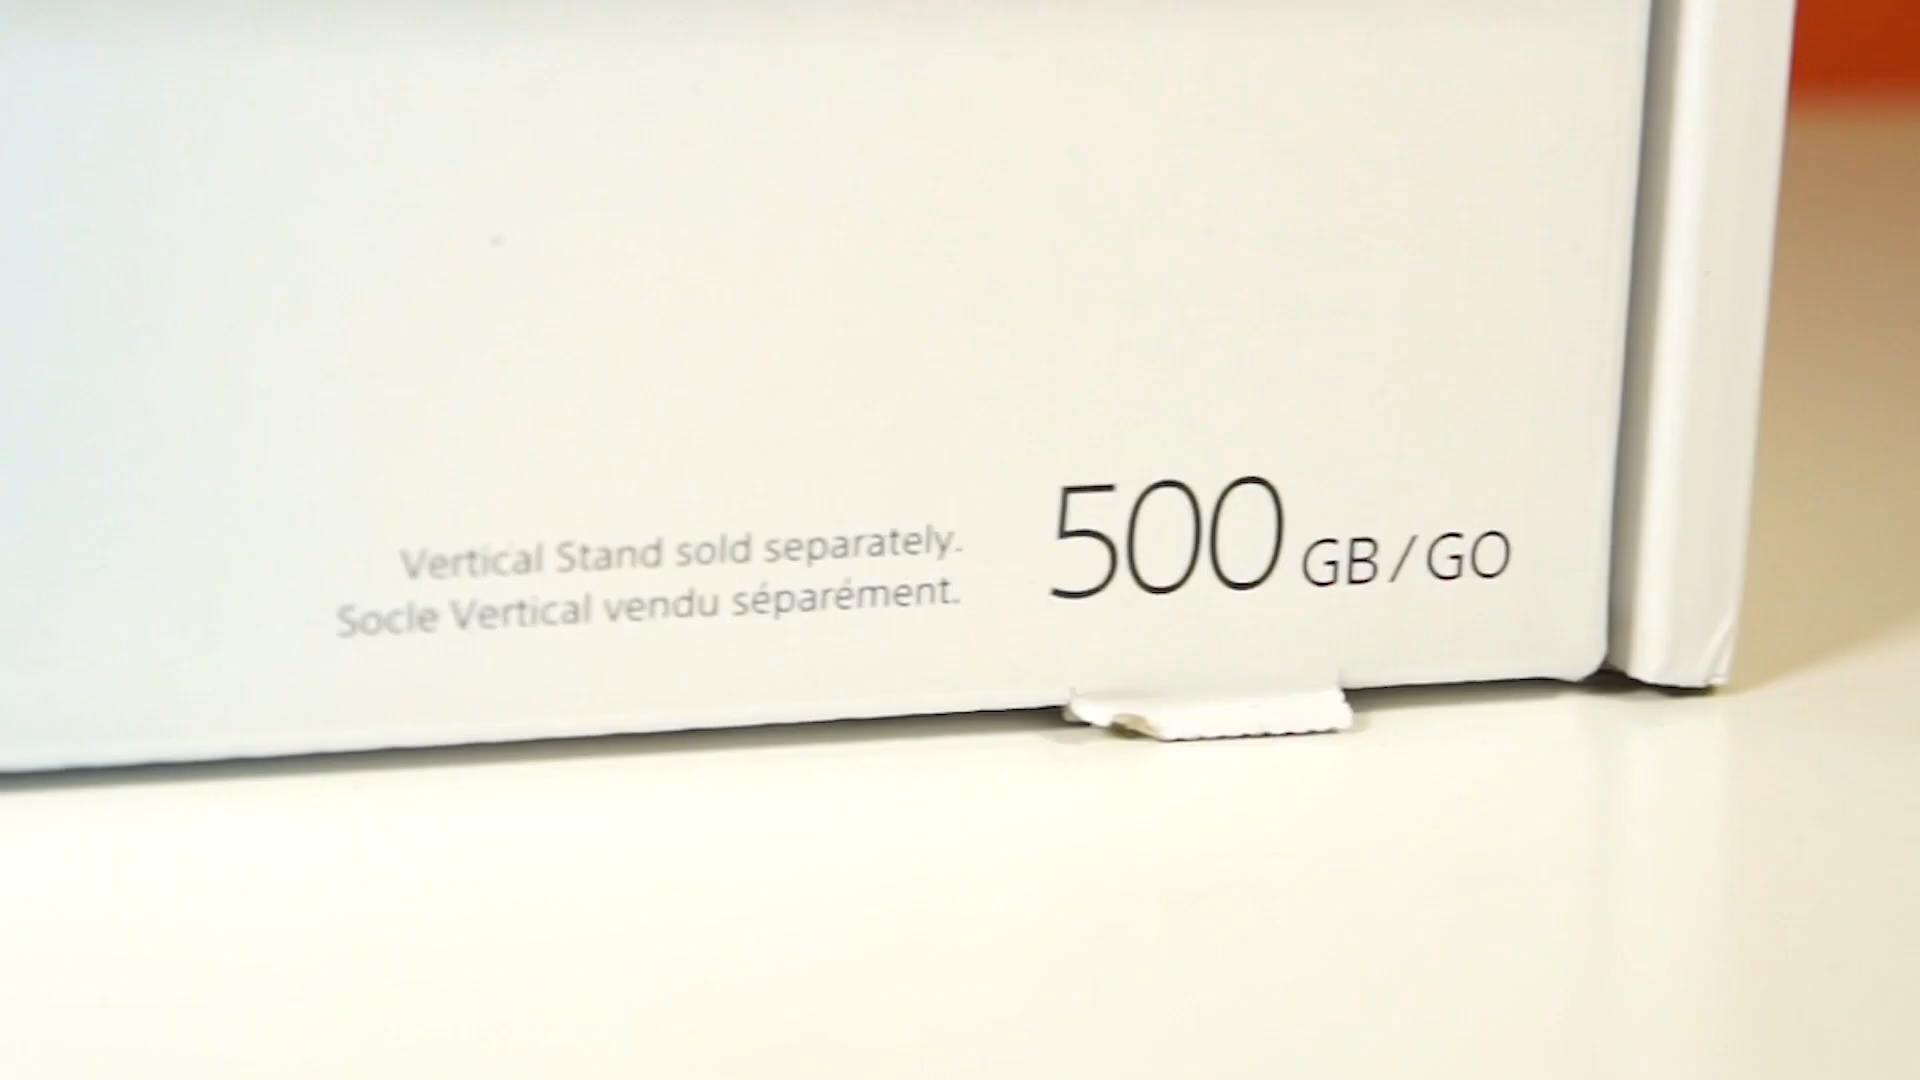 Vertical Stand sold separately.
Socle Vertical vendu séparément.
500 GB/GO